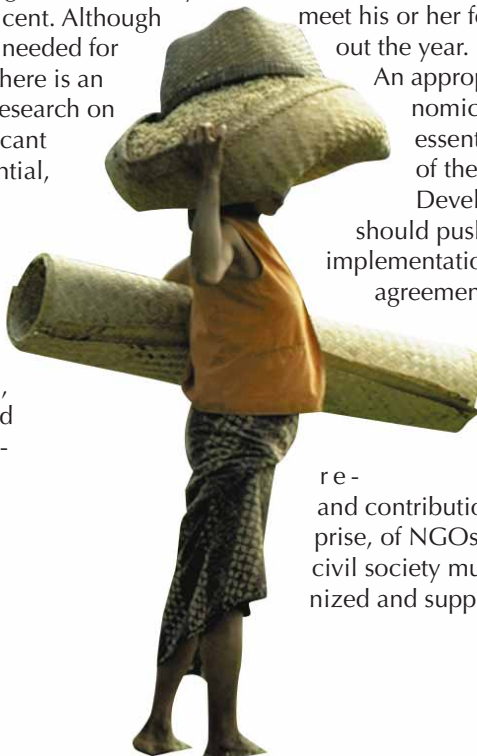 cent. Although
needed for
here is an
esearch on
cant
ntial,
,
d
-
meet his or her fo
out the year.
An approp
nomic
essent
of the
Devel
should push
implementatio
agreemen
re-
and contributio
prise, of NGOs
civil society mu
nized and supp